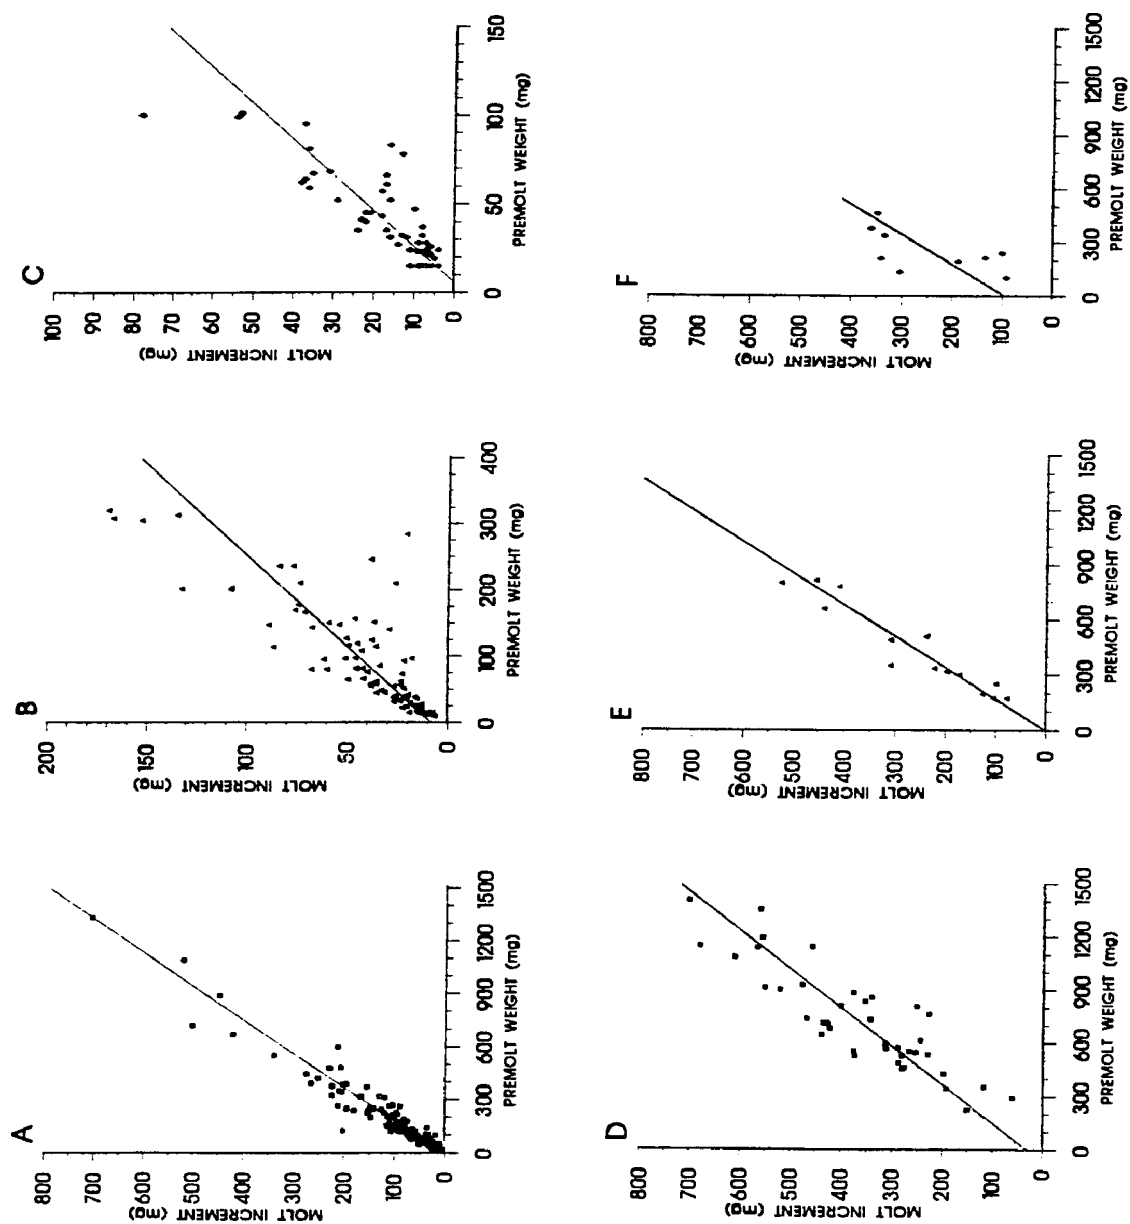 A
800
700
600
500
400
300
200
100
0
MOLT INCREMENT (mg)
0 300 600 900 1200 1500
PREMOLT WEIGHT (mg)
B
200
150
50
0
MOLT INCREMENT (mg)
0 100 200 300 400
PREMOLT WEIGHT (mg)
C
100
90
80
70
60
50
40
30
20
10
0
MOLT INCREMENT (mg)
0 50 100 150
PREMOLT WEIGHT (mg)
D
800
700
600
500
400
300
200
100
0
MOLT INCREMENT (mg)
0 300 600 900 1200 1500
PREMOLT WEIGHT (mg)
E
800
700
600
500
400
300
200
100
0
MOLT INCREMENT (mg)
0 300 600 900 1200 1500
PREMOLT WEIGHT (mg)
F
800
700
600
500
400
300
200
100
0
MOLT INCREMENT (mg)
0 300 600 900 1200 1500
PREMOLT WEIGHT (mg)